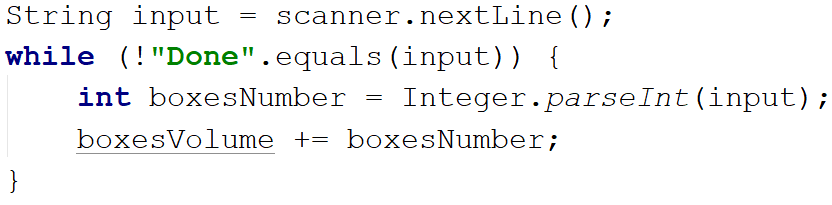 String input = scanner.nextLine();
while (!"Done".equals(input)) {
    int boxesNumber = Integer.parseInt(input);
    boxesVolume += boxesNumber;
}